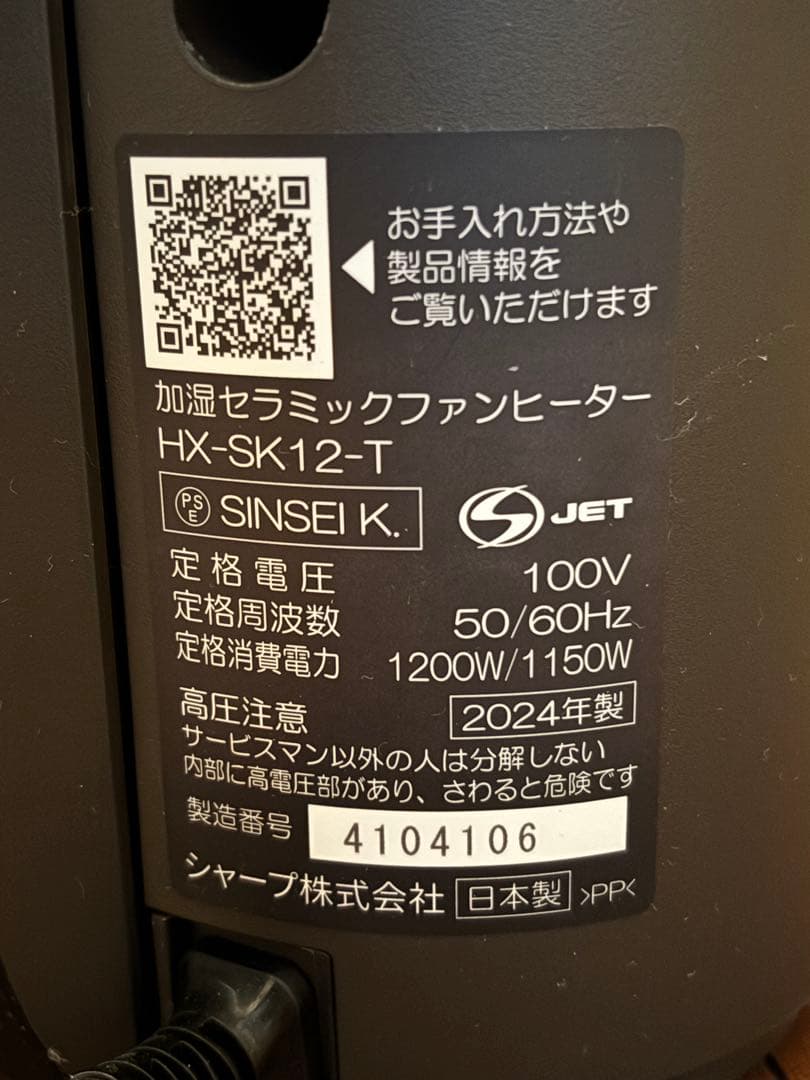 お手入れ方法や
製品情報を
ご覧いただけます
加湿セラミックファンヒーター
HX-SK12-T
PSE SINSEI K.
S JET
定格電圧 100V
定格周波数 50/60Hz
定格消費電力 1200W/1150W
高圧注意 2024年製
サービスマン以外の人は分解しない
内部に高電圧部があり、さわると危険です
製造番号 4104106
シャープ株式会社 日本製 >PP<